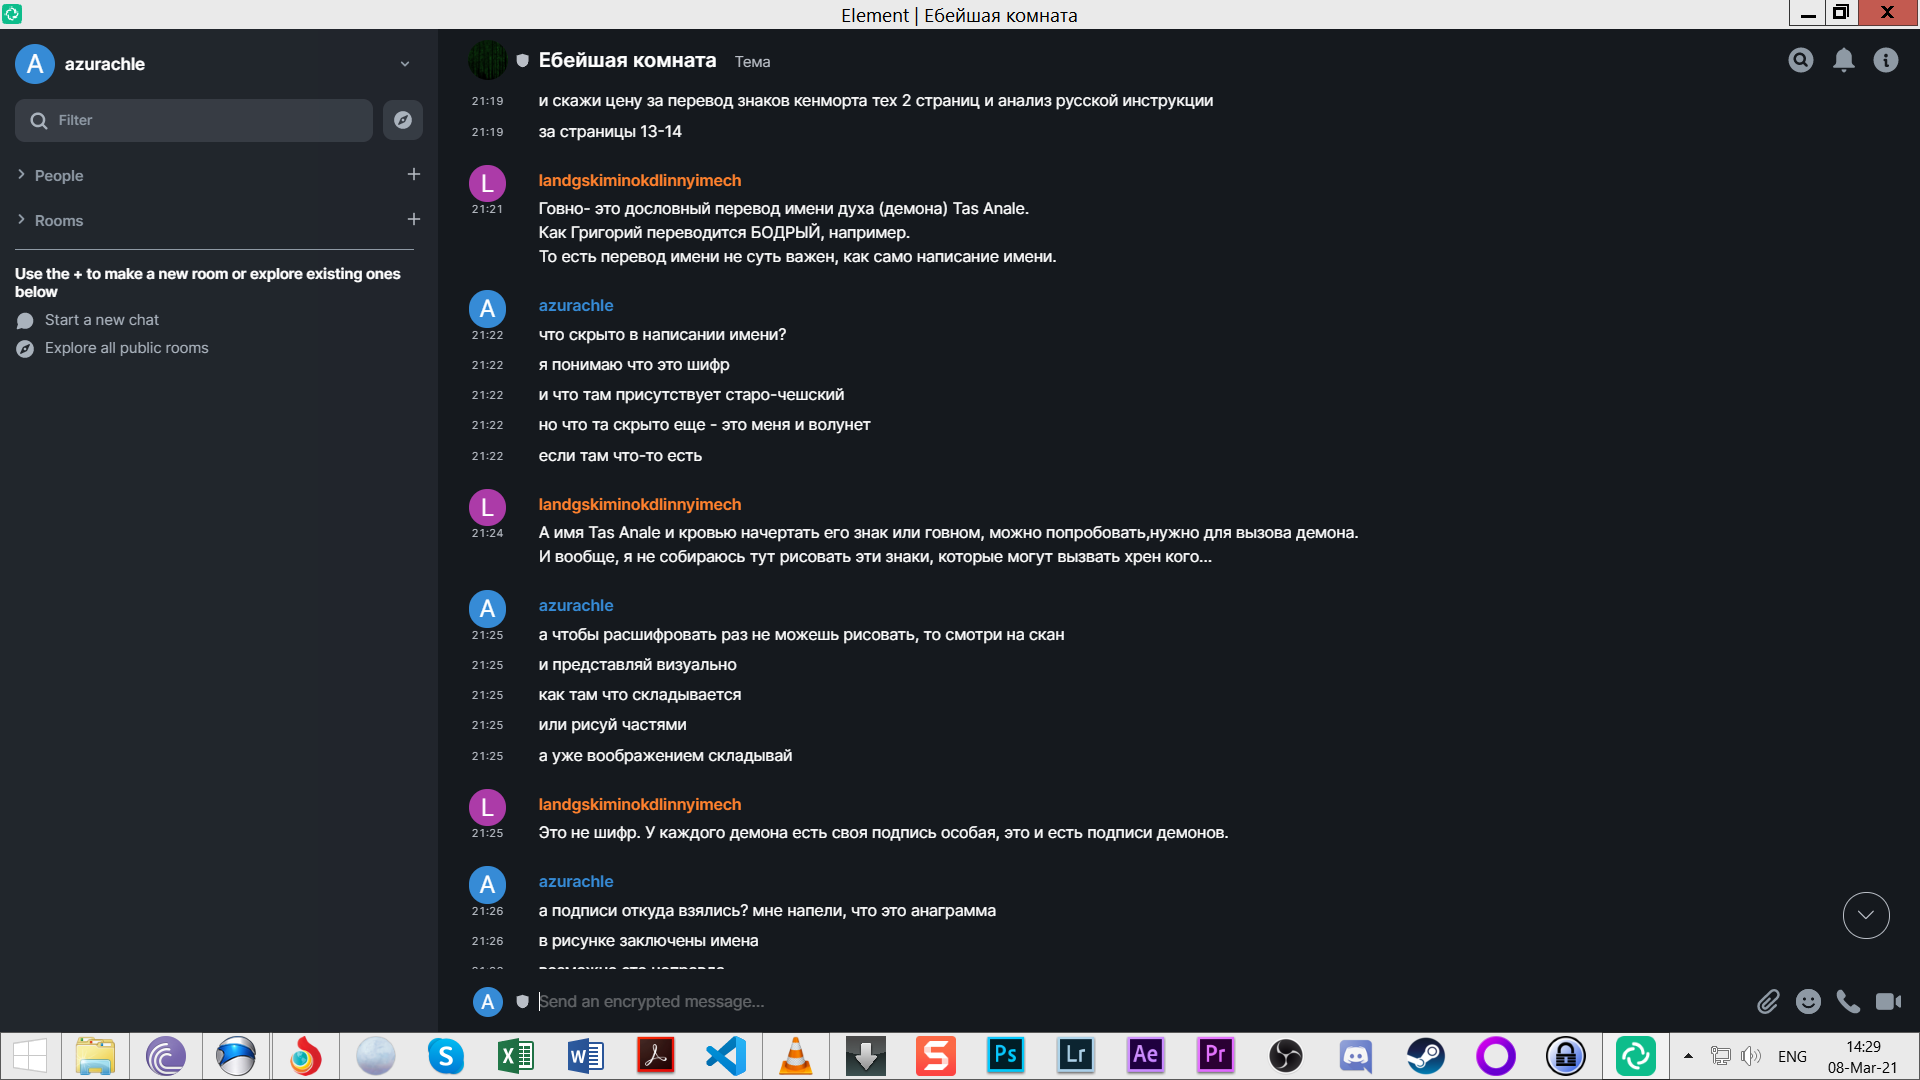 Element | Ебейшая комната
A azurachle
Filter
People
Rooms
Use the + to make a new room or explore existing ones
below
Start a new chat
Explore all public rooms
Ебейшая комната Тема
21:19 и скажи цену за перевод знаков кенморта тех 2 страниц и анализ русской инструкции
21:19 за страницы 13-14
L landgskiminokdlinnyimech
21:21 Говно- это дословный перевод имени духа (демона) Tas Anale.
Как Григорий переводится БОДРЫЙ, например.
То есть перевод имени не суть важен, как само написание имени.
A azurachle
21:22 что скрыто в написании имени?
21:22 я понимаю что это шифр
21:22 и что там присутствует старо-чешский
21:22 но что та скрыто еще - это меня и волунет
21:22 если там что-то есть
L landgskiminokdlinnyimech
21:24 А имя Tas Anale и кровью начертать его знак или говном, можно попробовать,нужно для вызова демона.
И вообще, я не собираюсь тут рисовать эти знаки, которые могут вызвать хрен кого...
A azurachle
21:25 а чтобы расшифровать раз не можешь рисовать, то смотри на скан
21:25 и представляй визуально
21:25 как там что складывается
21:25 или рисуй частями
21:25 а уже воображением складывай
L landgskiminokdlinnyimech
21:25 Это не шифр. У каждого демона есть своя подпись особая, это и есть подписи демонов.
A azurachle
21:26 а подписи откуда взялись? мне напели, что это анаграмма
21:26 в рисунке заключены имена
A Send an encrypted message...
S Ps Lr Ae Pr
ENG
14:29
08-Mar-21